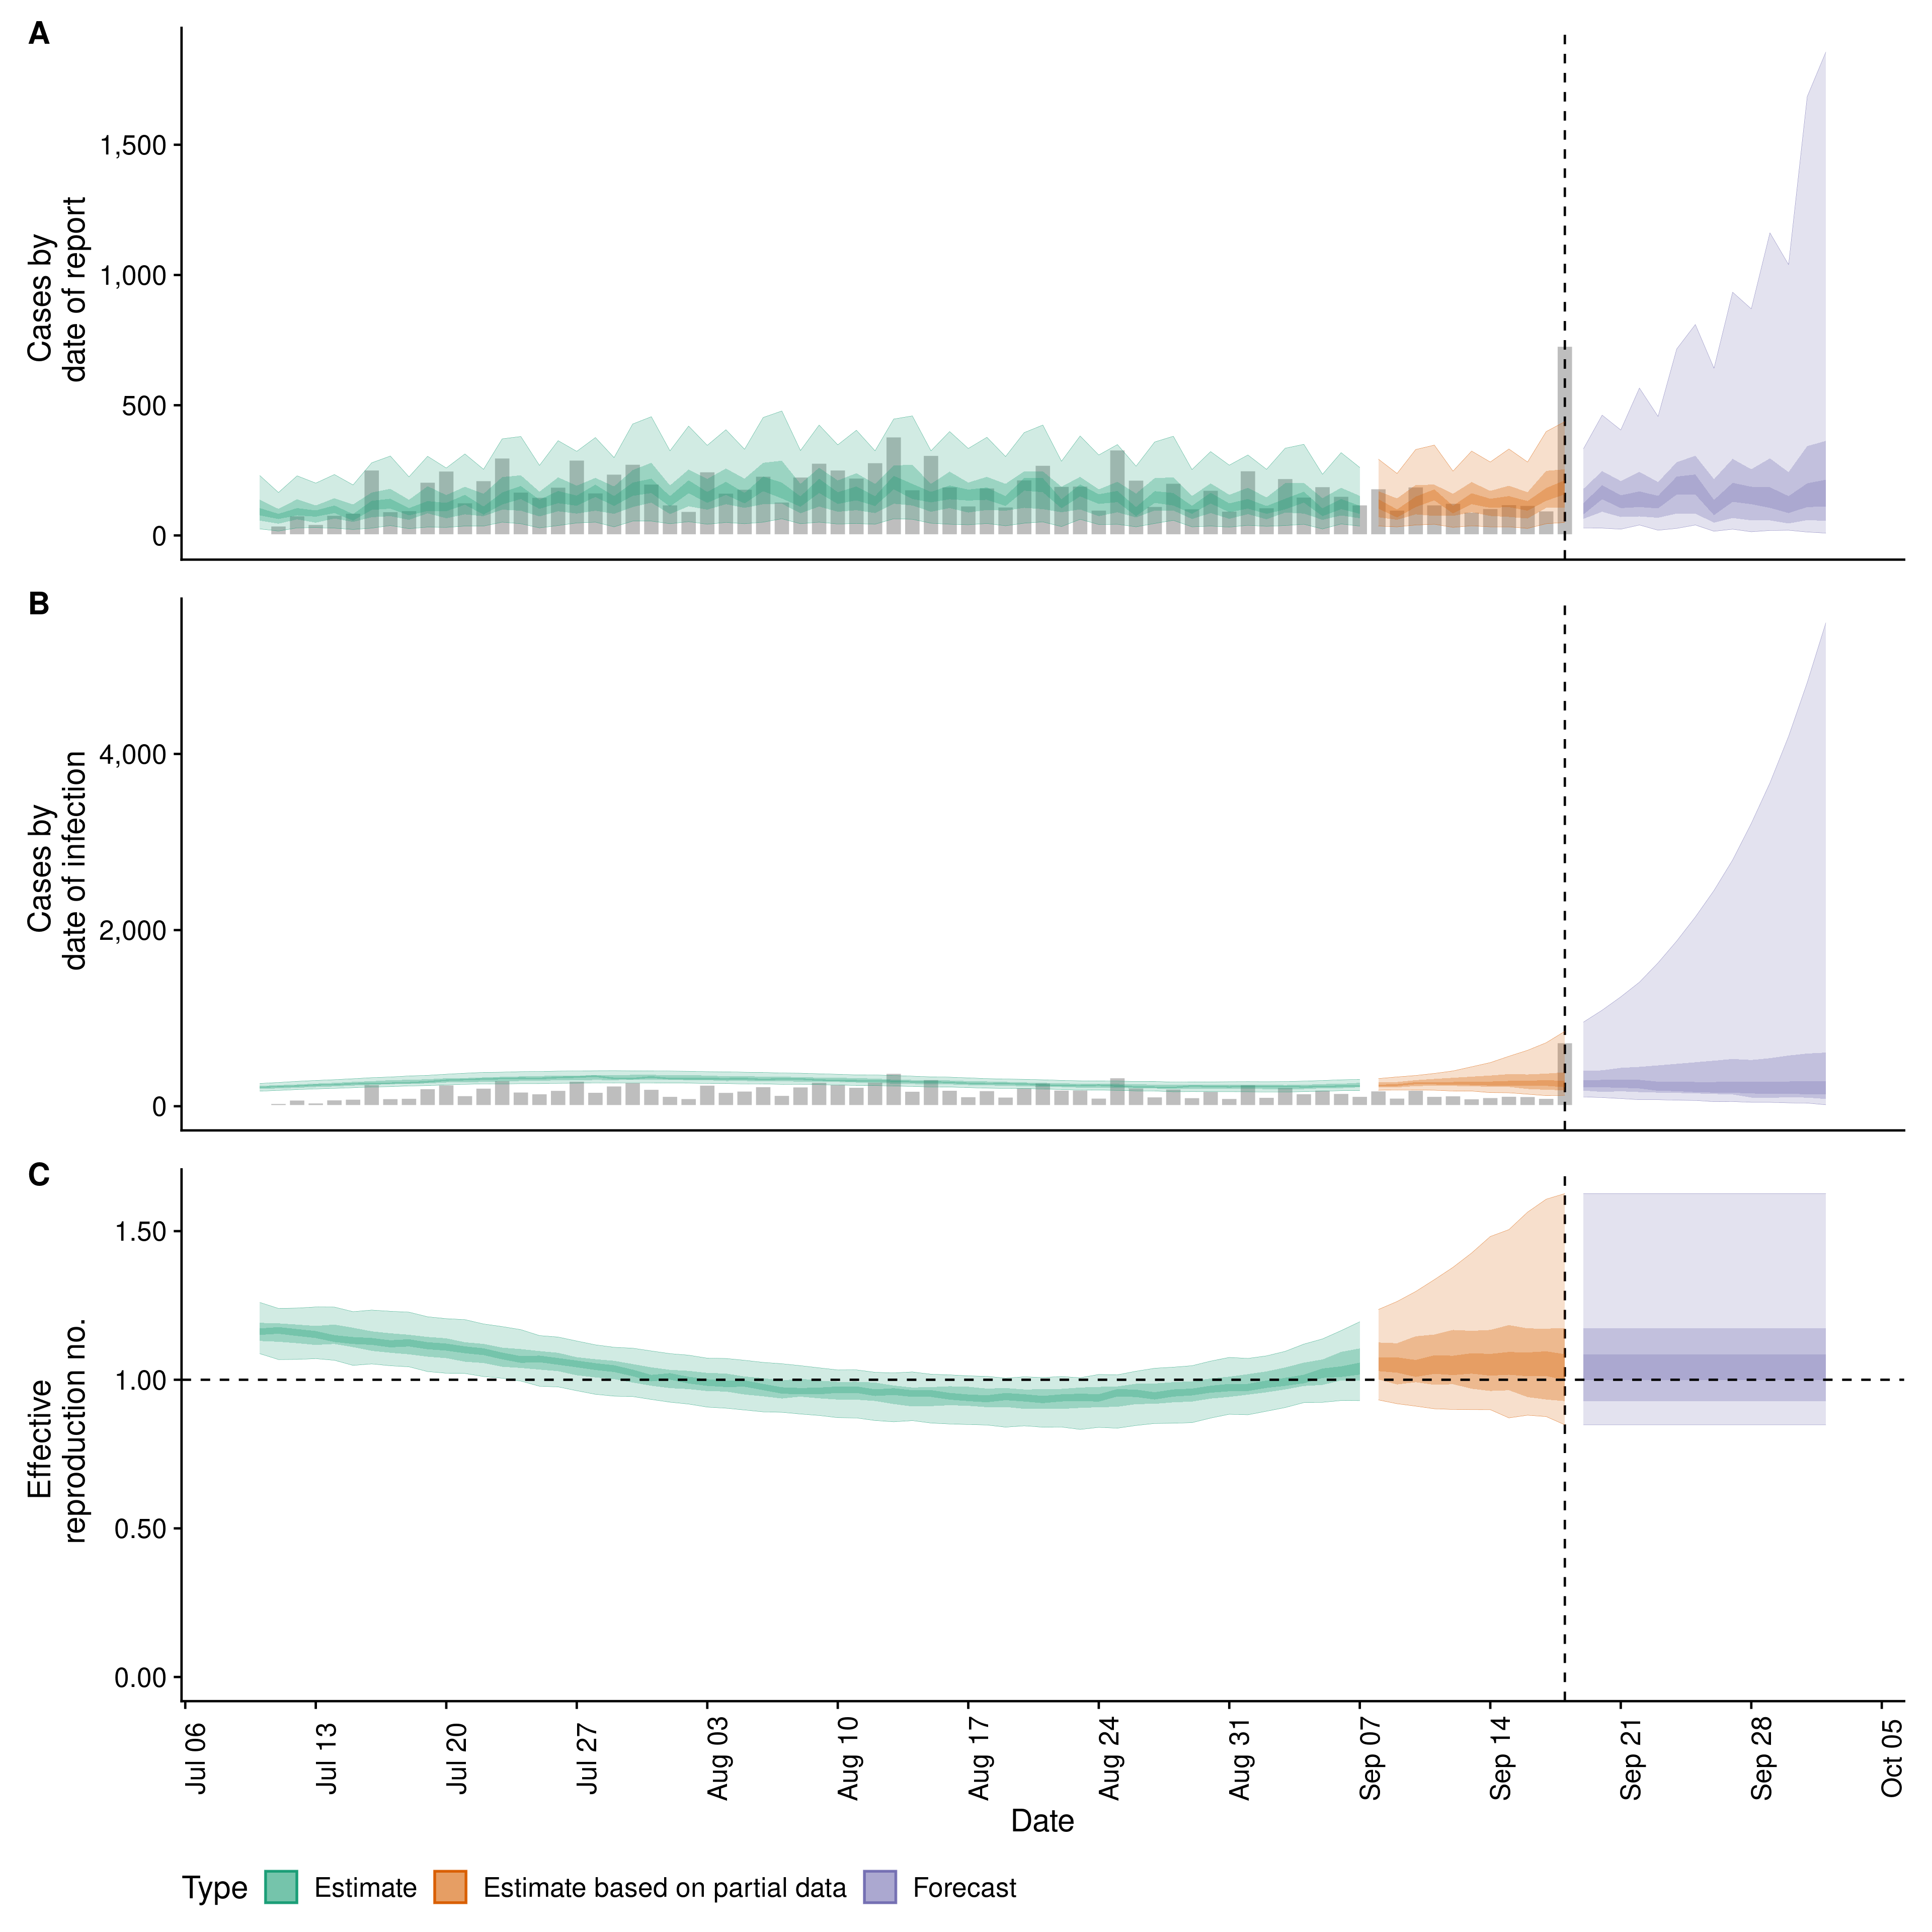 A
Cases by
date of report
1,500
1,000
500
0
B
Cases by
date of infection
4,000
2,000
0
C
Effective
reproduction no.
1.50
1.00
0.50
0.00
Jul 06
Jul 13
Jul 20
Jul 27
Aug 03
Aug 10
Aug 17
Aug 24
Aug 31
Sep 07
Sep 14
Sep 21
Sep 28
Oct 05
Date
Type Estimate Estimate based on partial data Forecast